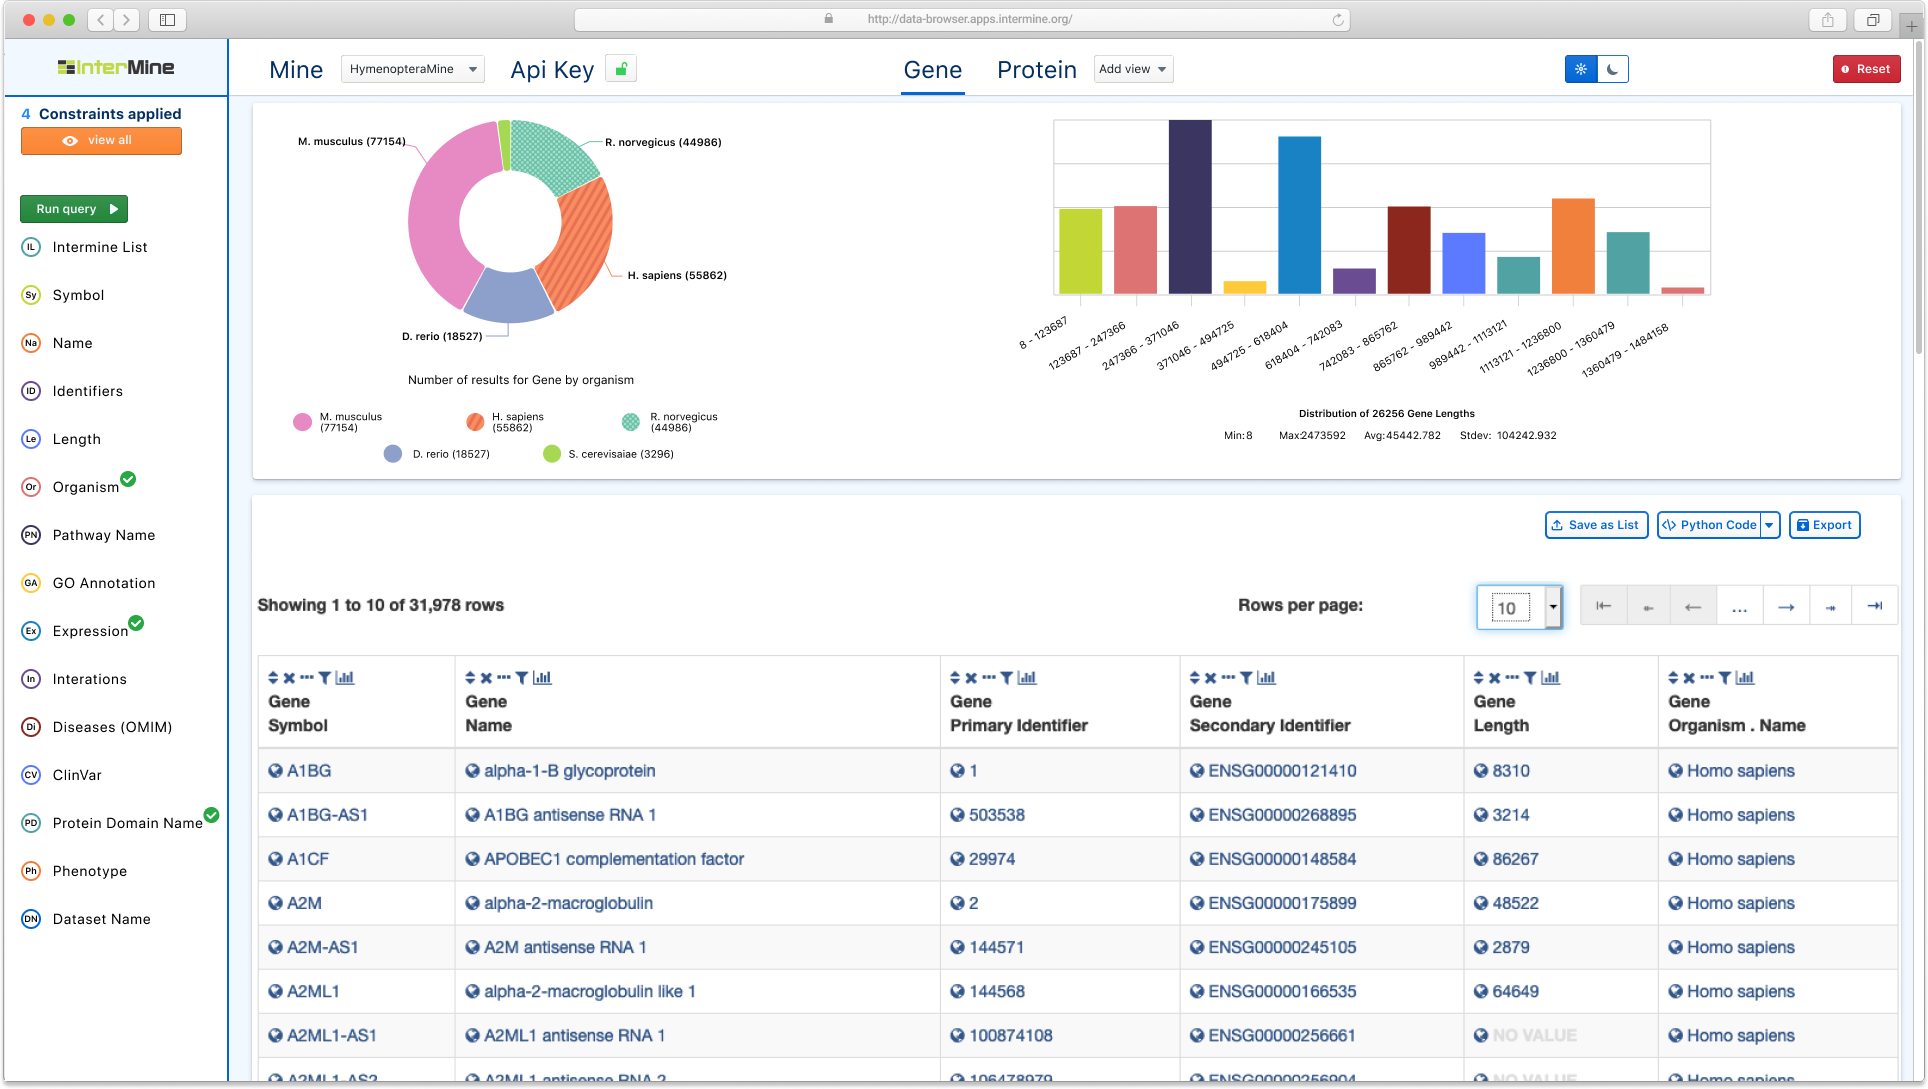 http://data-browser.apps.intermine.org/
InterMine
Mine
HymenopteraMine
Api Key
Gene
Protein
Add view
Reset
4 Constraints applied
view all
Run query
IL Intermine List
Sy Symbol
Na Name
ID Identifiers
Le Length
Or Organism
PN Pathway Name
GA GO Annotation
Ex Expression
In Interations
Di Diseases (OMIM)
CV ClinVar
PD Protein Domain Name
Ph Phenotype
DN Dataset Name
M. musculus (77154)
R. norvegicus (44986)
H. sapiens (55862)
D. rerio (18527)
Number of results for Gene by organism
M. musculus
(77154)
H. sapiens
(55862)
R. norvegicus
(44986)
D. rerio (18527)
S. cerevisaiae (3296)
8 - 123687
123687 - 247366
247366 - 371046
371046 - 494725
494725 - 618404
618404 - 742083
742083 - 865762
865762 - 989442
989442 - 1113121
1113121 - 1236800
1236800 - 1360479
1360479 - 1484158
Distribution of 26256 Gene Lengths
Min:8 Max:2473592 Avg:45442.782 Stdev: 104242.932
Save as List
Python Code
Export
Showing 1 to 10 of 31,978 rows
Rows per page:
10
...
Gene
Symbol
Gene
Name
Gene
Primary Identifier
Gene
Secondary Identifier
Gene
Length
Gene
Organism . Name
A1BG alpha-1-B glycoprotein 1 ENSG00000121410 8310 Homo sapiens
A1BG-AS1 A1BG antisense RNA 1 503538 ENSG00000268895 3214 Homo sapiens
A1CF APOBEC1 complementation factor 29974 ENSG00000148584 86267 Homo sapiens
A2M alpha-2-macroglobulin 2 ENSG00000175899 48522 Homo sapiens
A2M-AS1 A2M antisense RNA 1 144571 ENSG00000245105 2879 Homo sapiens
A2ML1 alpha-2-macroglobulin like 1 144568 ENSG00000166535 64649 Homo sapiens
A2ML1-AS1 A2ML1 antisense RNA 1 100874108 ENSG00000256661 NO VALUE Homo sapiens
A2ML1-AS2 A2ML1 antisense RNA 2 106478979 ENSG00000256904 NO VALUE Homo sapiens